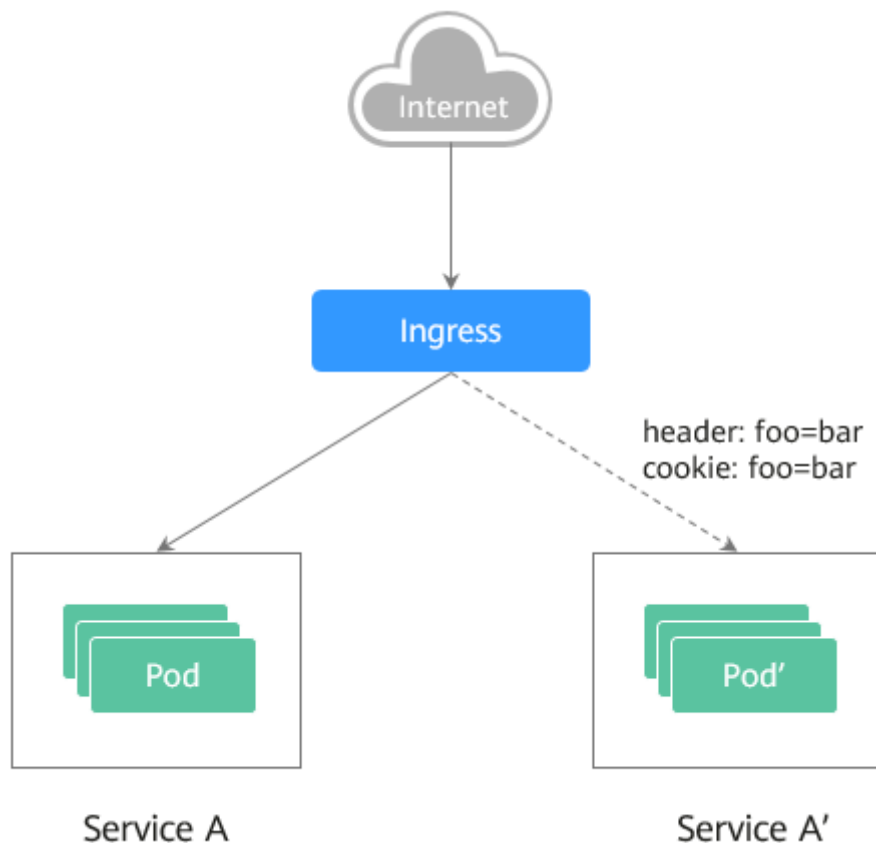 Internet
Ingress
header: foo=bar
cookie: foo=bar
Pod
Pod’
Service A
Service A’